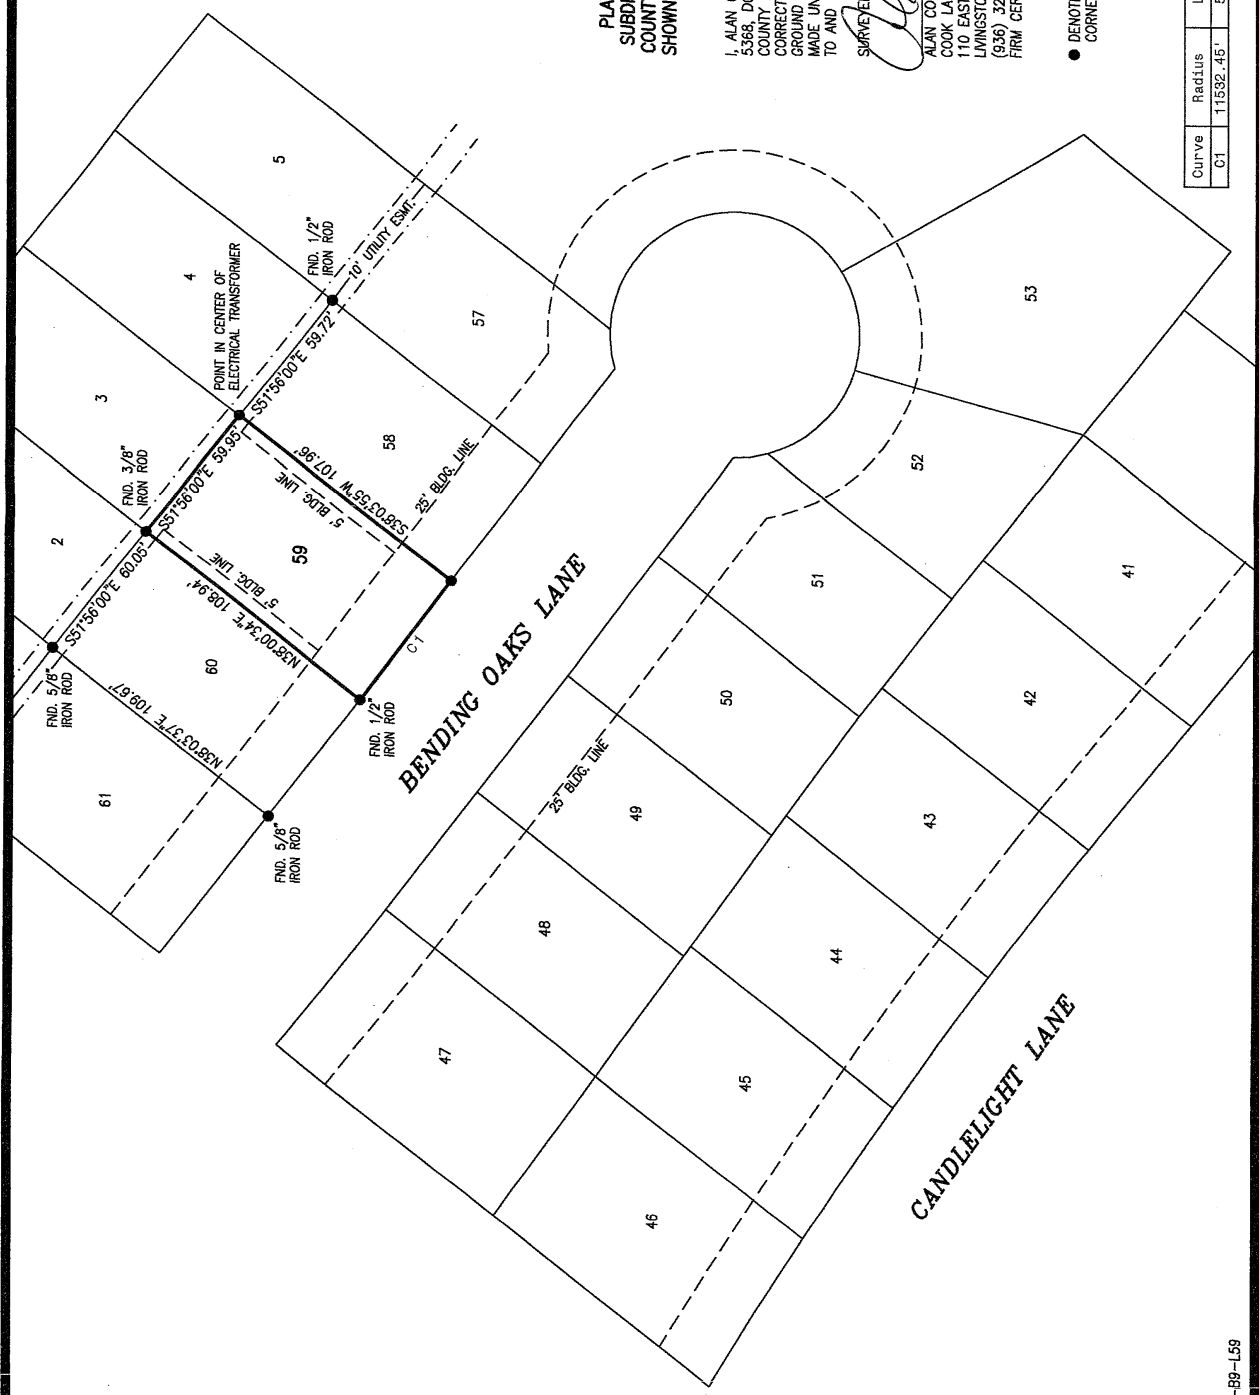 PLA
SUBDI
COUNT
SHOWN
5368, DO
COUNTY
CORRECT
GROUND
MADE UN
TO AND
SURVEYE
ALAN CO
COOK LA
110 EAST
LIVINGSTO
(936) 32
FIRM CER
● DENOTI
CORNE
Curve Radius L
C1 11532.45' 5
5
4
3
2
FND. 1/2"
IRON ROD
10' UTILITY ESMT.
POINT IN CENTER OF
ELECTRICAL TRANSFORMER
S51°56'00"E 59.72'
FND. 3/8"
IRON ROD
S51°56'00"E 59.95'
S51°56'00"E 60.05'
FND. 5/8"
IRON ROD
57
58
59
60
61
5' BLDG. LINE
5' BLDG. LINE
25' BLDG. LINE
S38°03'55"W 107.96'
N38°00'34"E 108.94'
N38°03'37"E 109.67'
C1
FND. 1/2"
IRON ROD
FND. 5/8"
IRON ROD
BENDING OAKS LANE
53
52
51
50
49
48
47
25' BLDG. LINE
41
42
43
44
45
46
CANDLELIGHT LANE
-B9-L59